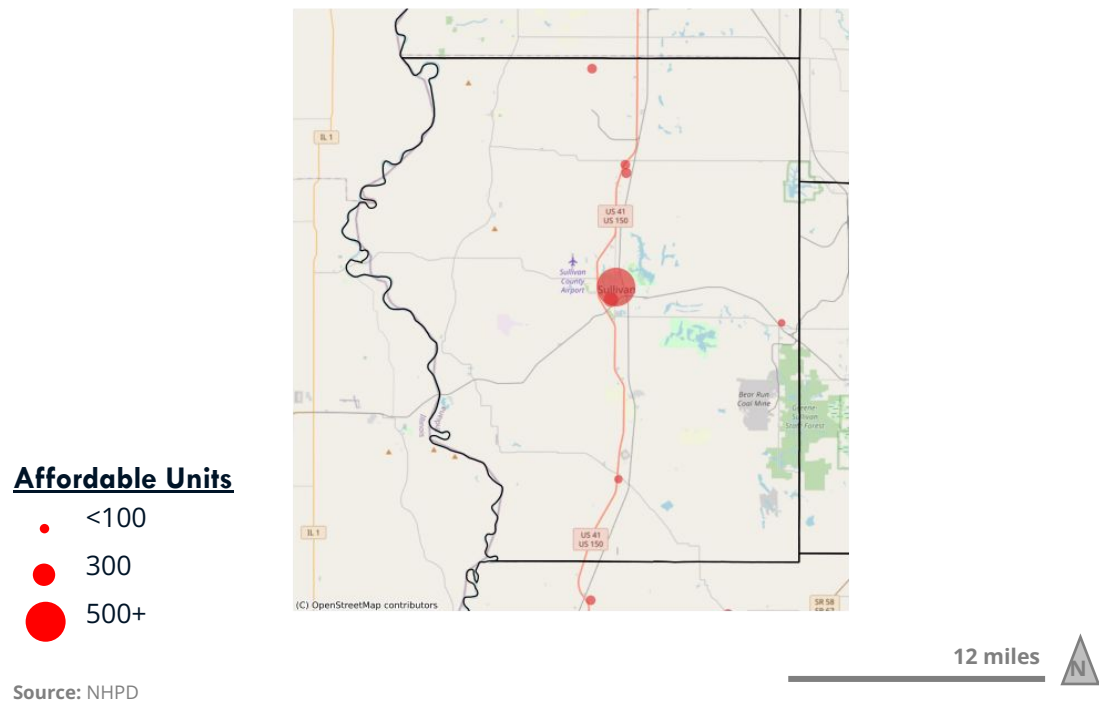 IL 1
US 41
US 150
Sullivan
County
Airport
Sullivan
Bear Run
Coal Mine
Greene-
Sullivan
State Forest
Affordable Units
<100
300
500+
IL 1
US 41
US 150
(C) OpenStreetMap contributors
SR 58
12 miles
N
Source: NHPD